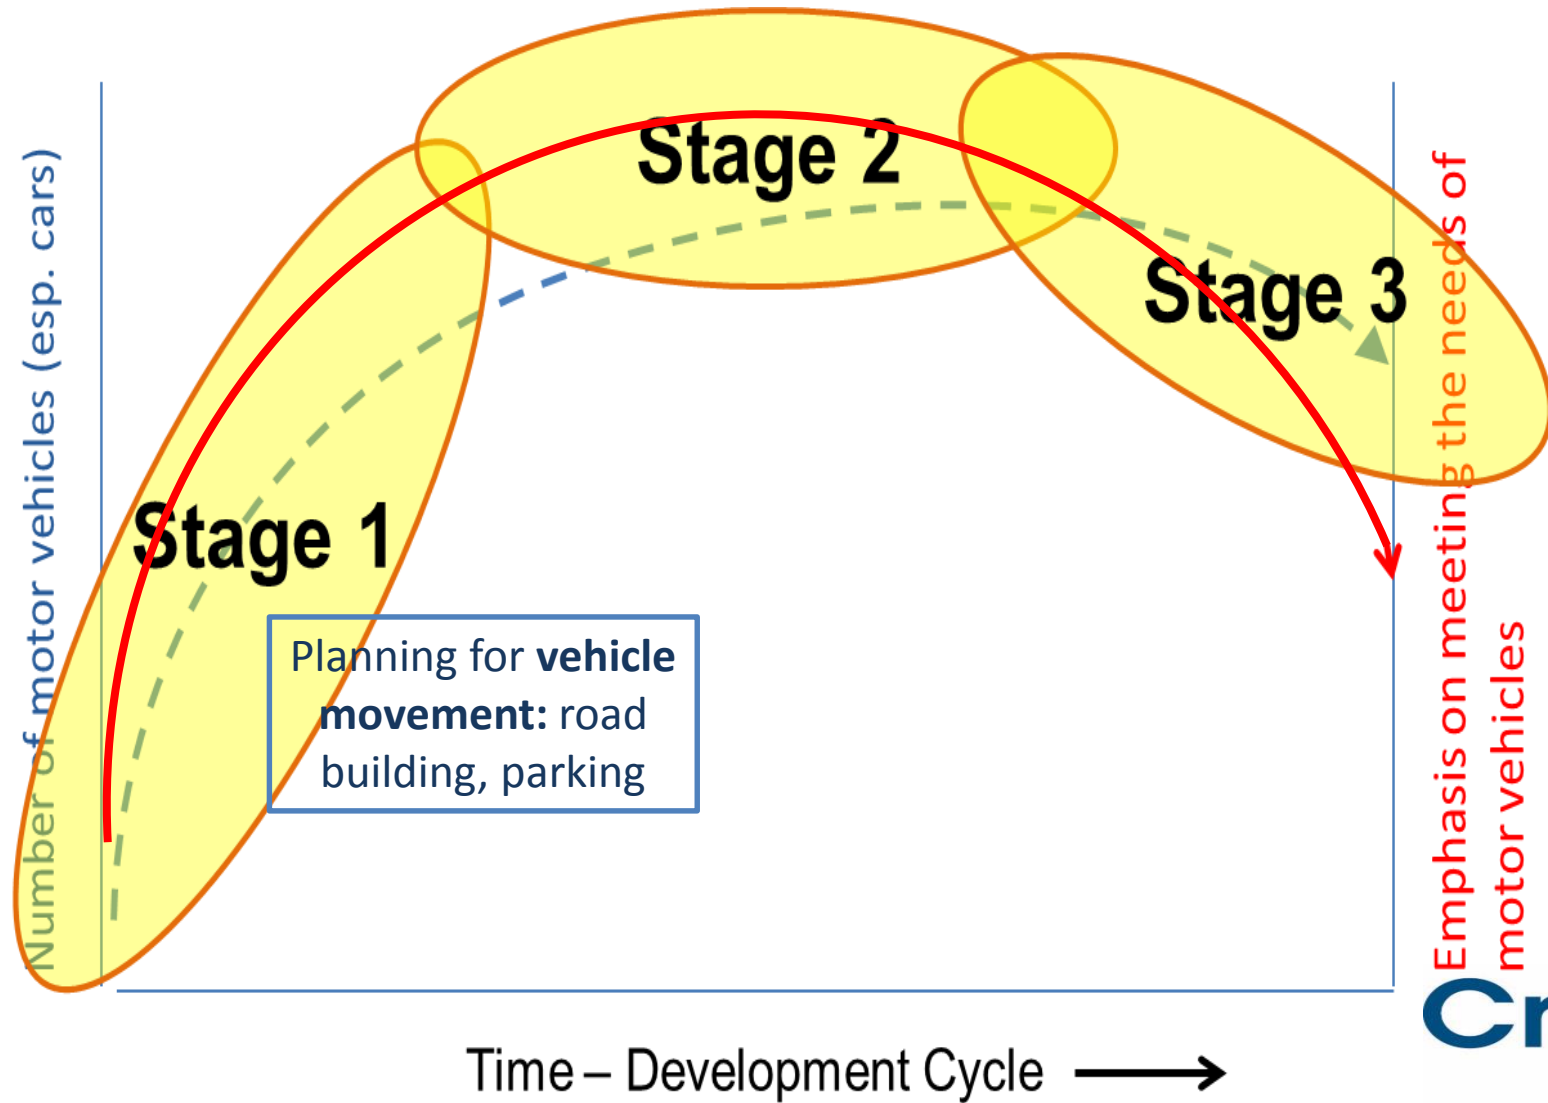 Number of motor vehicles (esp. cars)
Stage 1
Stage 2
Stage 3
Planning for vehicle
movement: road
building, parking
Emphasis on meeting the needs of
motor vehicles
Cr
Time – Development Cycle